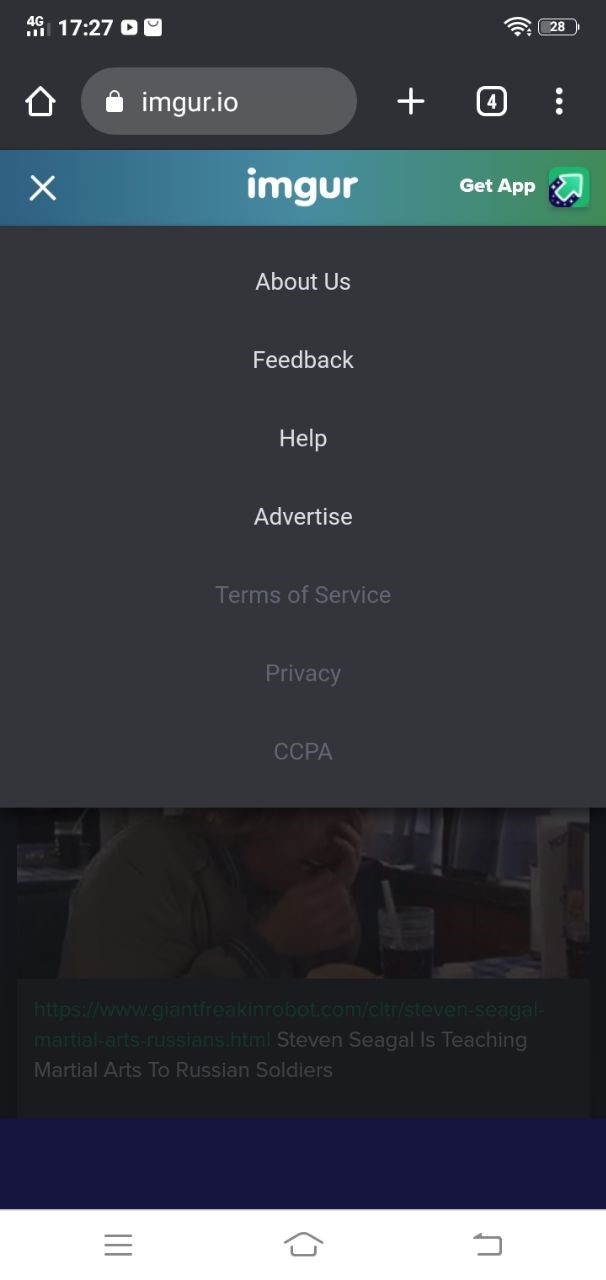 4G 17:27 28
imgur.io 4
imgur Get App
About Us
Feedback
Help
Advertise
Terms of Service
Privacy
CCPA
https://www.giantfreakinrobot.com/cltr/steven-seagal-
martial-arts-russians.html Steven Seagal Is Teaching
Martial Arts To Russian Soldiers